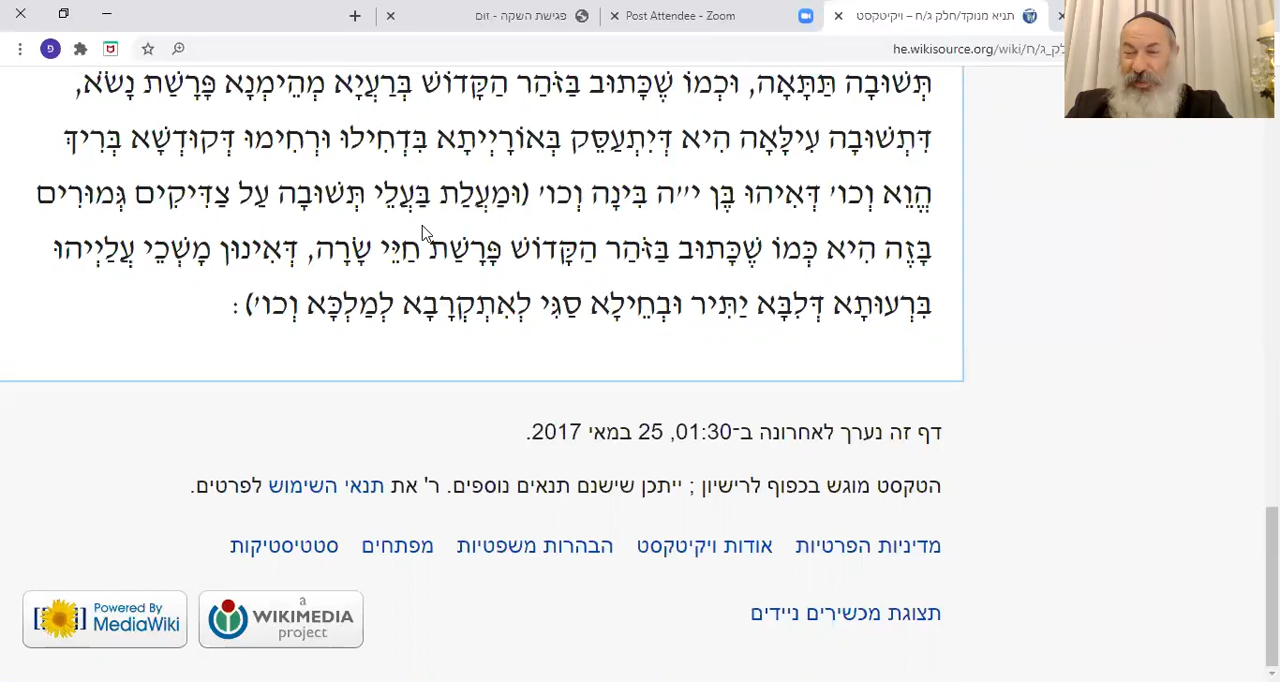 תניא מנוקד/חלק ג/ח – ויקיטקסט
Post Attendee - Zoom
פגישת השקה - זום
he.wikisource.org/wiki/
תְּשׁוּבָה תַּתָּאָה, וּכְמוֹ שֶׁכָּתוּב בַּזֹּהַר הַקָּדוֹשׁ בְּרַעְיָא מְהֵימְנָא פָּרָשַׁת נָשֹׂא,
דִּתְשׁוּבָה עִילָּאָה הִיא דְּיִתְעַסֵּק בְּאוֹרָיְיתָא בִּדְחִילוּ וּרְחִימוּ דְּקוּדְשָׁא בְּרִיךְ
הֲוֵא וְכוּ׳ דְּאִיהוּ בֶּן י״ה בִּינָה וְכוּ׳ (וּמַעֲלַת בַּעֲלֵי תְּשׁוּבָה עַל צַדִּיקִים גְּמוּרִים
בָּזֶה הִיא כְּמוֹ שֶׁכָּתוּב בַּזֹּהַר הַקָּדוֹשׁ פָּרָשַׁת חַיֵּי שָׂרָה, דְּאִינוּן מָשְׁכֵי עֲלַיְיהוּ
בִּרְעוּתָא דְּלִבָּא יַתִּיר וּבְחֵילָא סַגִּי לְאִתְקְרָבָא לְמַלְכָּא וְכוּ׳) :
דף זה נערך לאחרונה ב־01:30, 25 במאי 2017.
הטקסט מוגש בכפוף לרישיון ; ייתכן שישנם תנאים נוספים. ר' את תנאי השימוש לפרטים.
מדיניות הפרטיות אודות ויקיטקסט הבהרות משפטיות מפתחים סטטיסטיקות
תצוגת מכשירים ניידים
a
WIKIMEDIA
project
Powered By
MediaWiki